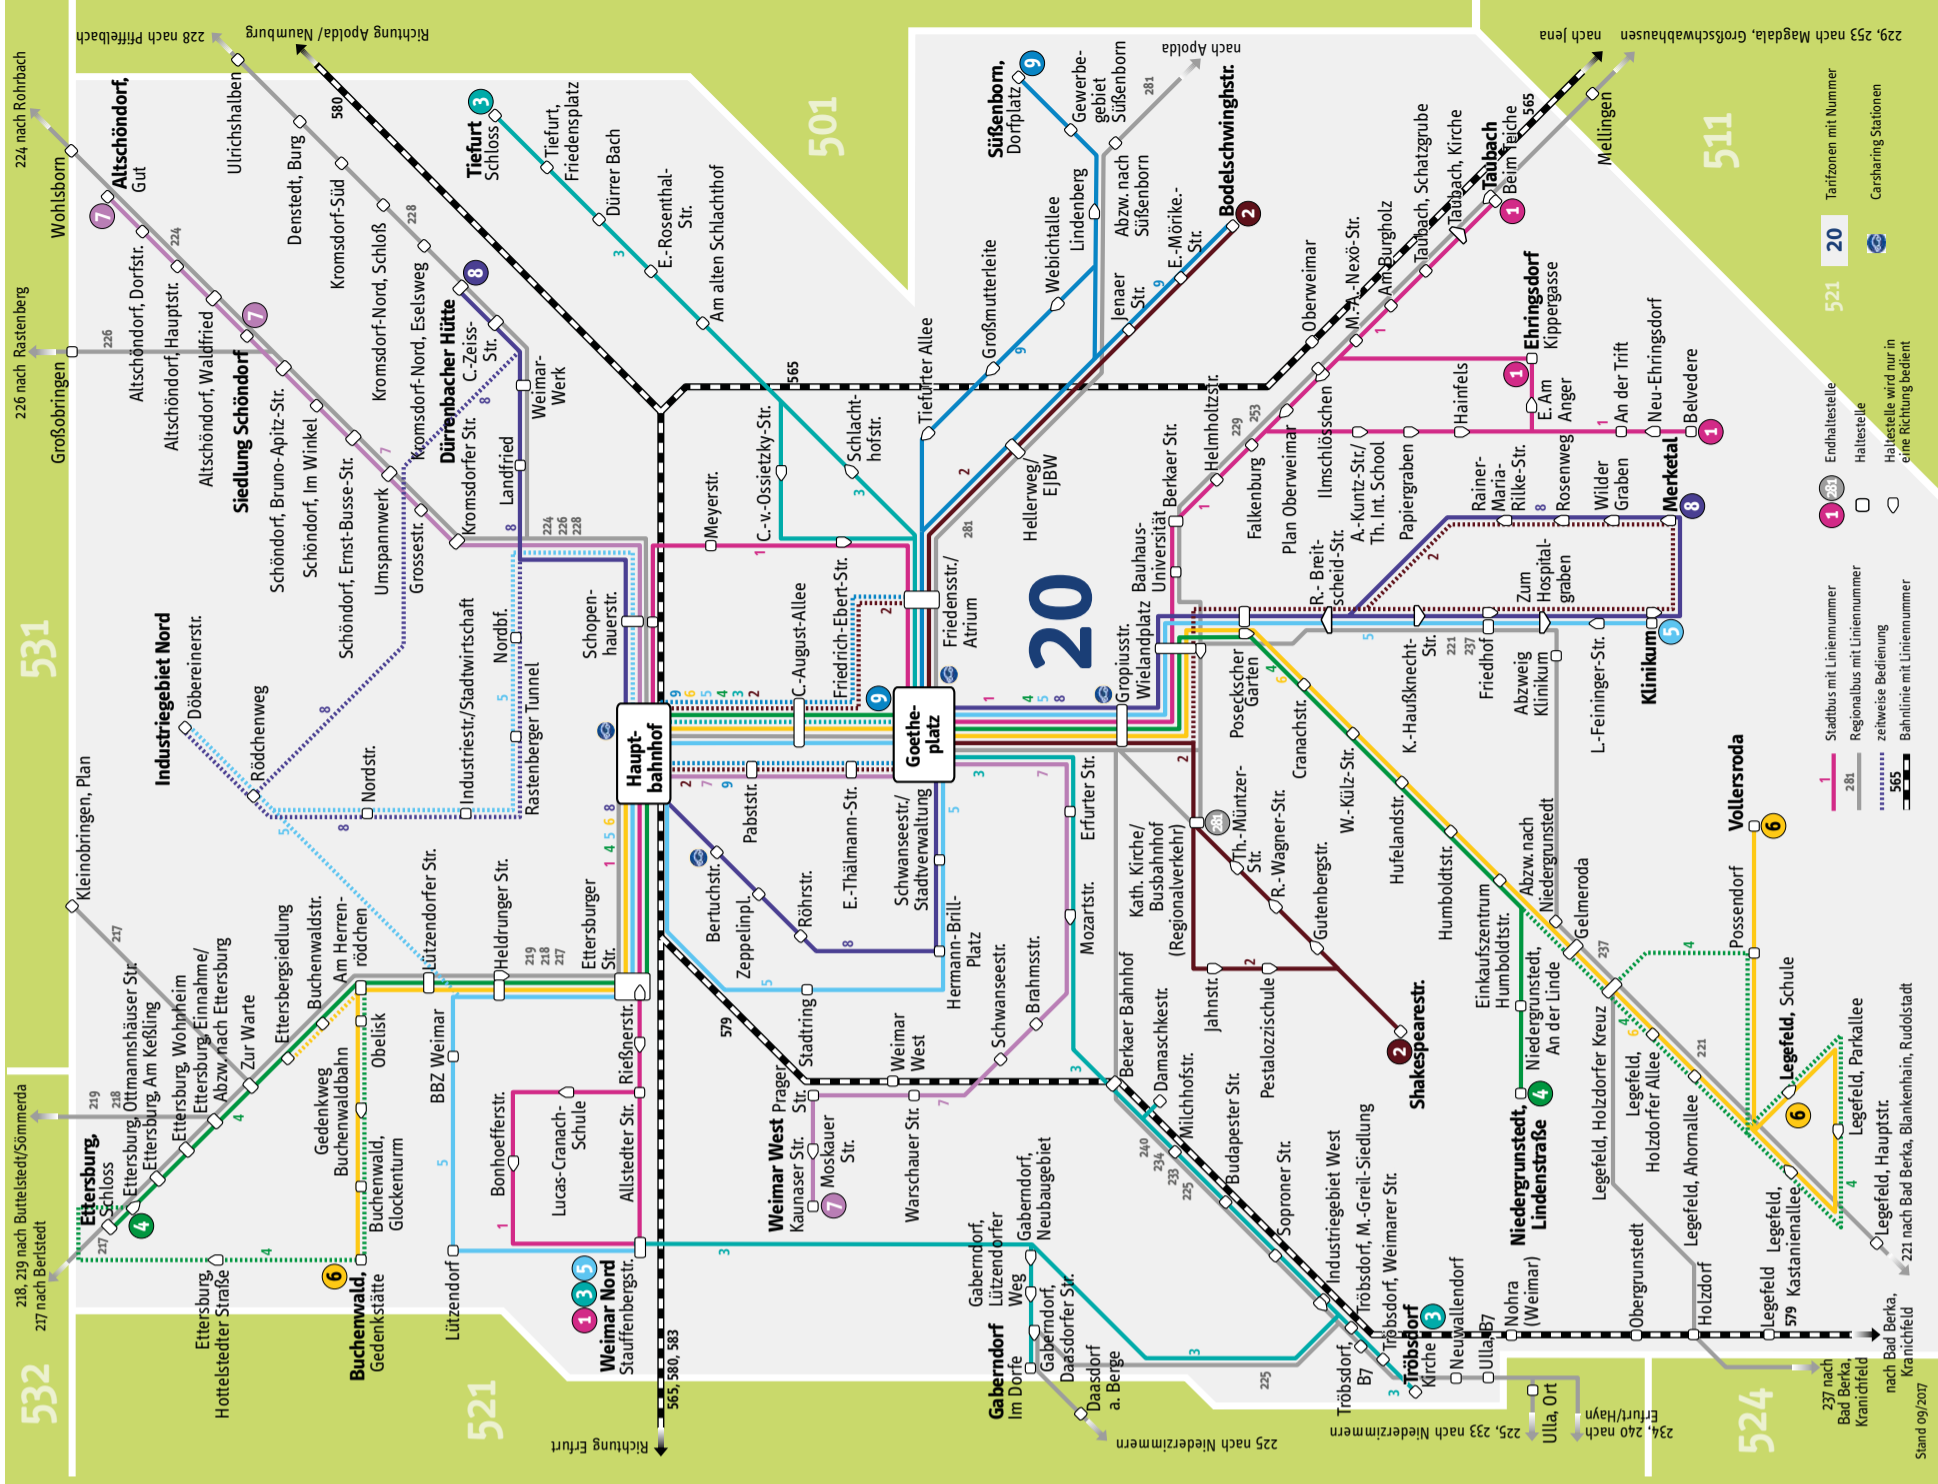 218, 219 nach Buttelstedt/Sömmerda
217 nach Berlstedt
Kleinobringen, Plan
Großobringen
226 nach Rastenberg
Wohlsborn
224 nach Rohrbach
228 nach Pfiffelbach
Richtung Apolda/ Naumburg
532
531
501
511
521
524
20
Ettersburg,
Schloss
Ettersburg, Ottmannshäuser Str.
Ettersburg, Am Keßling
Ettersburg, Wohnheim
Ettersburg, Einnahme/
Abzw. nach Ettersburg
Zur Warte
Ettersbergsiedlung
Buchenwaldstr.
Am Herren-
rödchen
Lützendorfer Str.
Heldrunger Str.
Ettersburger
Str.
Ettersburg,
Hottelstedter Straße
Buchenwald,
Gedenkstätte
Buchenwald,
Glockenturm
Gedenkweg
Buchenwaldbahn
Obelisk
BBZ Weimar
Lützendorf
Bonhoefferstr.
Lucas-Cranach-
Schule
Allstedter Str.
Rießnerstr.
Weimar Nord
Stauffenbergstr.
Richtung Erfurt
565, 580, 583
Industriegebiet Nord
Döbereinerstr.
Rödchenweg
Nordstr.
Industriestr./Stadtwirtschaft
Rastenberger Tunnel
Nordbf.
Schopen-
hauerstr.
Haupt-
bahnhof
Altschöndorf,
Gut
Altschöndorf, Dorfstr.
Altschöndorf, Hauptstr.
Altschöndorf, Waldfried
Siedlung Schöndorf
Schöndorf, Bruno-Apitz-Str.
Schöndorf, Im Winkel
Schöndorf, Ernst-Busse-Str.
Umspannwerk
Grossestr.
Kromsdorfer Str.
Ulrichshalben
Denstedt, Burg
Kromsdorf-Süd
Kromsdorf-Nord, Schloß
Kromsdorf-Nord, Eselsweg
Dürrenbacher Hütte
C.-Zeiss-
Str.
Weimar-
Werk
Landfried
Tiefurt
Schloss
Tiefurt,
Friedensplatz
Dürrer Bach
E.-Rosenthal-
Str.
Am alten Schlachthof
Schlacht-
hofstr.
C.-v.-Ossietzky-Str.
Meyerstr.
C.-August-Allee
Friedrich-Ebert-Str.
Friedensstr./
Atrium
Goethe-
platz
Pabststr.
E.-Thälmann-Str.
Schwanseestr./
Stadtverwaltung
Bertuchstr.
Zeppelinpl.
Röhrstr.
Hermann-Brill-
Platz
Stadtring
Weimar
West
Schwanseestr.
Brahmsstr.
Mozartstr.
Erfurter Str.
Weimar West
Prager
Str.
Kaunaser Str.
Moskauer
Str.
Warschauer Str.
Süßenborn,
Dorfplatz
Gewerbe-
gebiet
Süßenborn
nach Apolda
Abzw. nach
Süßenborn
Lindenberg
Webichtallee
Großmutterleite
Tiefurter Allee
Hellerweg/
EJBW
Jenaer
Str.
E.-Mörike.-
Str.
Bodelschwinghstr.
Gropiusstr.
Wielandplatz
Bauhaus-
Universität
Berkaer Str.
Helmholtzstr.
Falkenburg
Plan Oberweimar
Ilmschlösschen
Oberweimar
M.-A.-Nexö-Str.
Am Burgholz
Taubach, Schatzgrube
Taubach, Kirche
Taubach
Beim Teiche
Mellingen
nach Jena
229, 253 nach Magdala, Großschwabhausen
A.-Kuntz-Str./
Th. Int. School
Papiergraben
Hainfels
E. Am
Anger
Ehringsdorf
Kippergasse
An der Trift
Neu-Ehringsdorf
Belvedere
R.- Breit-
scheid-Str.
Rainer-
Maria-
Rilke-Str.
Rosenweg
Wilder
Graben
Merketal
Zum
Hospital-
graben
K.-Haußknecht-
Str.
Friedhof
Abzweig
Klinikum
L.-Feininger-Str.
Klinikum
Poseckscher
Garten
Cranachstr.
W.-Külz-Str.
Hufelandstr.
Humboldtstr.
Einkaufszentrum
Humboldtstr.
Abzw. nach
Niedergrunstedt
Niedergrunstedt,
An der Linde
Niedergrunstedt,
Lindenstraße
Gelmeroda
Kath. Kirche/
Busbahnhof
(Regionalverkehr)
Th.-Müntzer-
Str.
R.-Wagner-Str.
Gutenbergstr.
Jahnstr.
Pestalozzischule
Shakespearestr.
Berkaer Bahnhof
Damaschkestr.
Milchhofstr.
Budapester Str.
Soproner Str.
Industriegebiet West
Tröbsdorf, M.-Greil-Siedlung
Tröbsdorf, Weimarer Str.
Tröbsdorf,
B7
Tröbsdorf
Kirche
Gaberndorf,
Neubaugebiet
Gaberndorf,
Lützendorfer
Weg
Gaberndorf,
Daasdorfer Str.
Gaberndorf
Im Dorfe
Daasdorf
a. Berge
225 nach Niederzimmern
Neuwallendorf
Ulla, B7
Ulla, Ort
225, 233 nach Niederzimmern
234, 240 nach
Erfurt/Hayn
Nohra
(Weimar)
Obergrunstedt
Holzdorf
Legefeld
579
237 nach
Bad Berka,
Kranichfeld
nach Bad Berka,
Kranichfeld
Legefeld, Holzdorfer Kreuz
Legefeld,
Holzdorfer Allee
Legefeld, Ahornallee
Legefeld,
Kastanienallee
Legefeld, Schule
Legefeld, Parkallee
Legefeld, Hauptstr.
221 nach Bad Berka, Blankenhain, Rudolstadt
Possendorf
Vollersroda
1 Stadtbus mit Liniennummer
281 Regionalbus mit Liniennummer
zeitweise Bedienung
565 Bahnlinie mit Liniennummer
1 281 Endhaltestelle
Haltestelle
Haltestelle wird nur in
eine Richtung bedient
521 20 Tarifzonen mit Nummer
Carsharing Stationen
Stand 09/2017